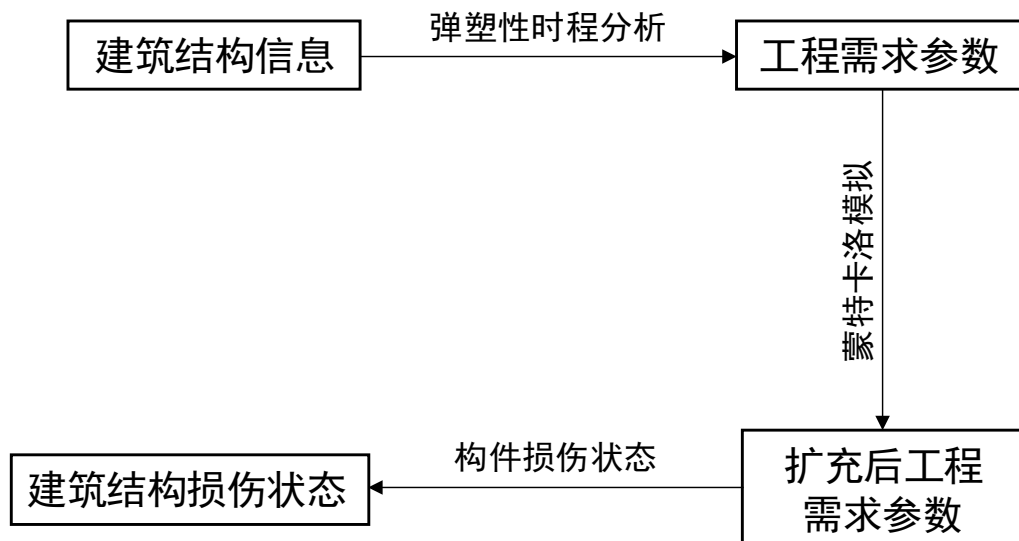 建筑结构信息
弹塑性时程分析
工程需求参数
蒙特卡洛模拟
扩充后工程
需求参数
构件损伤状态
建筑结构损伤状态